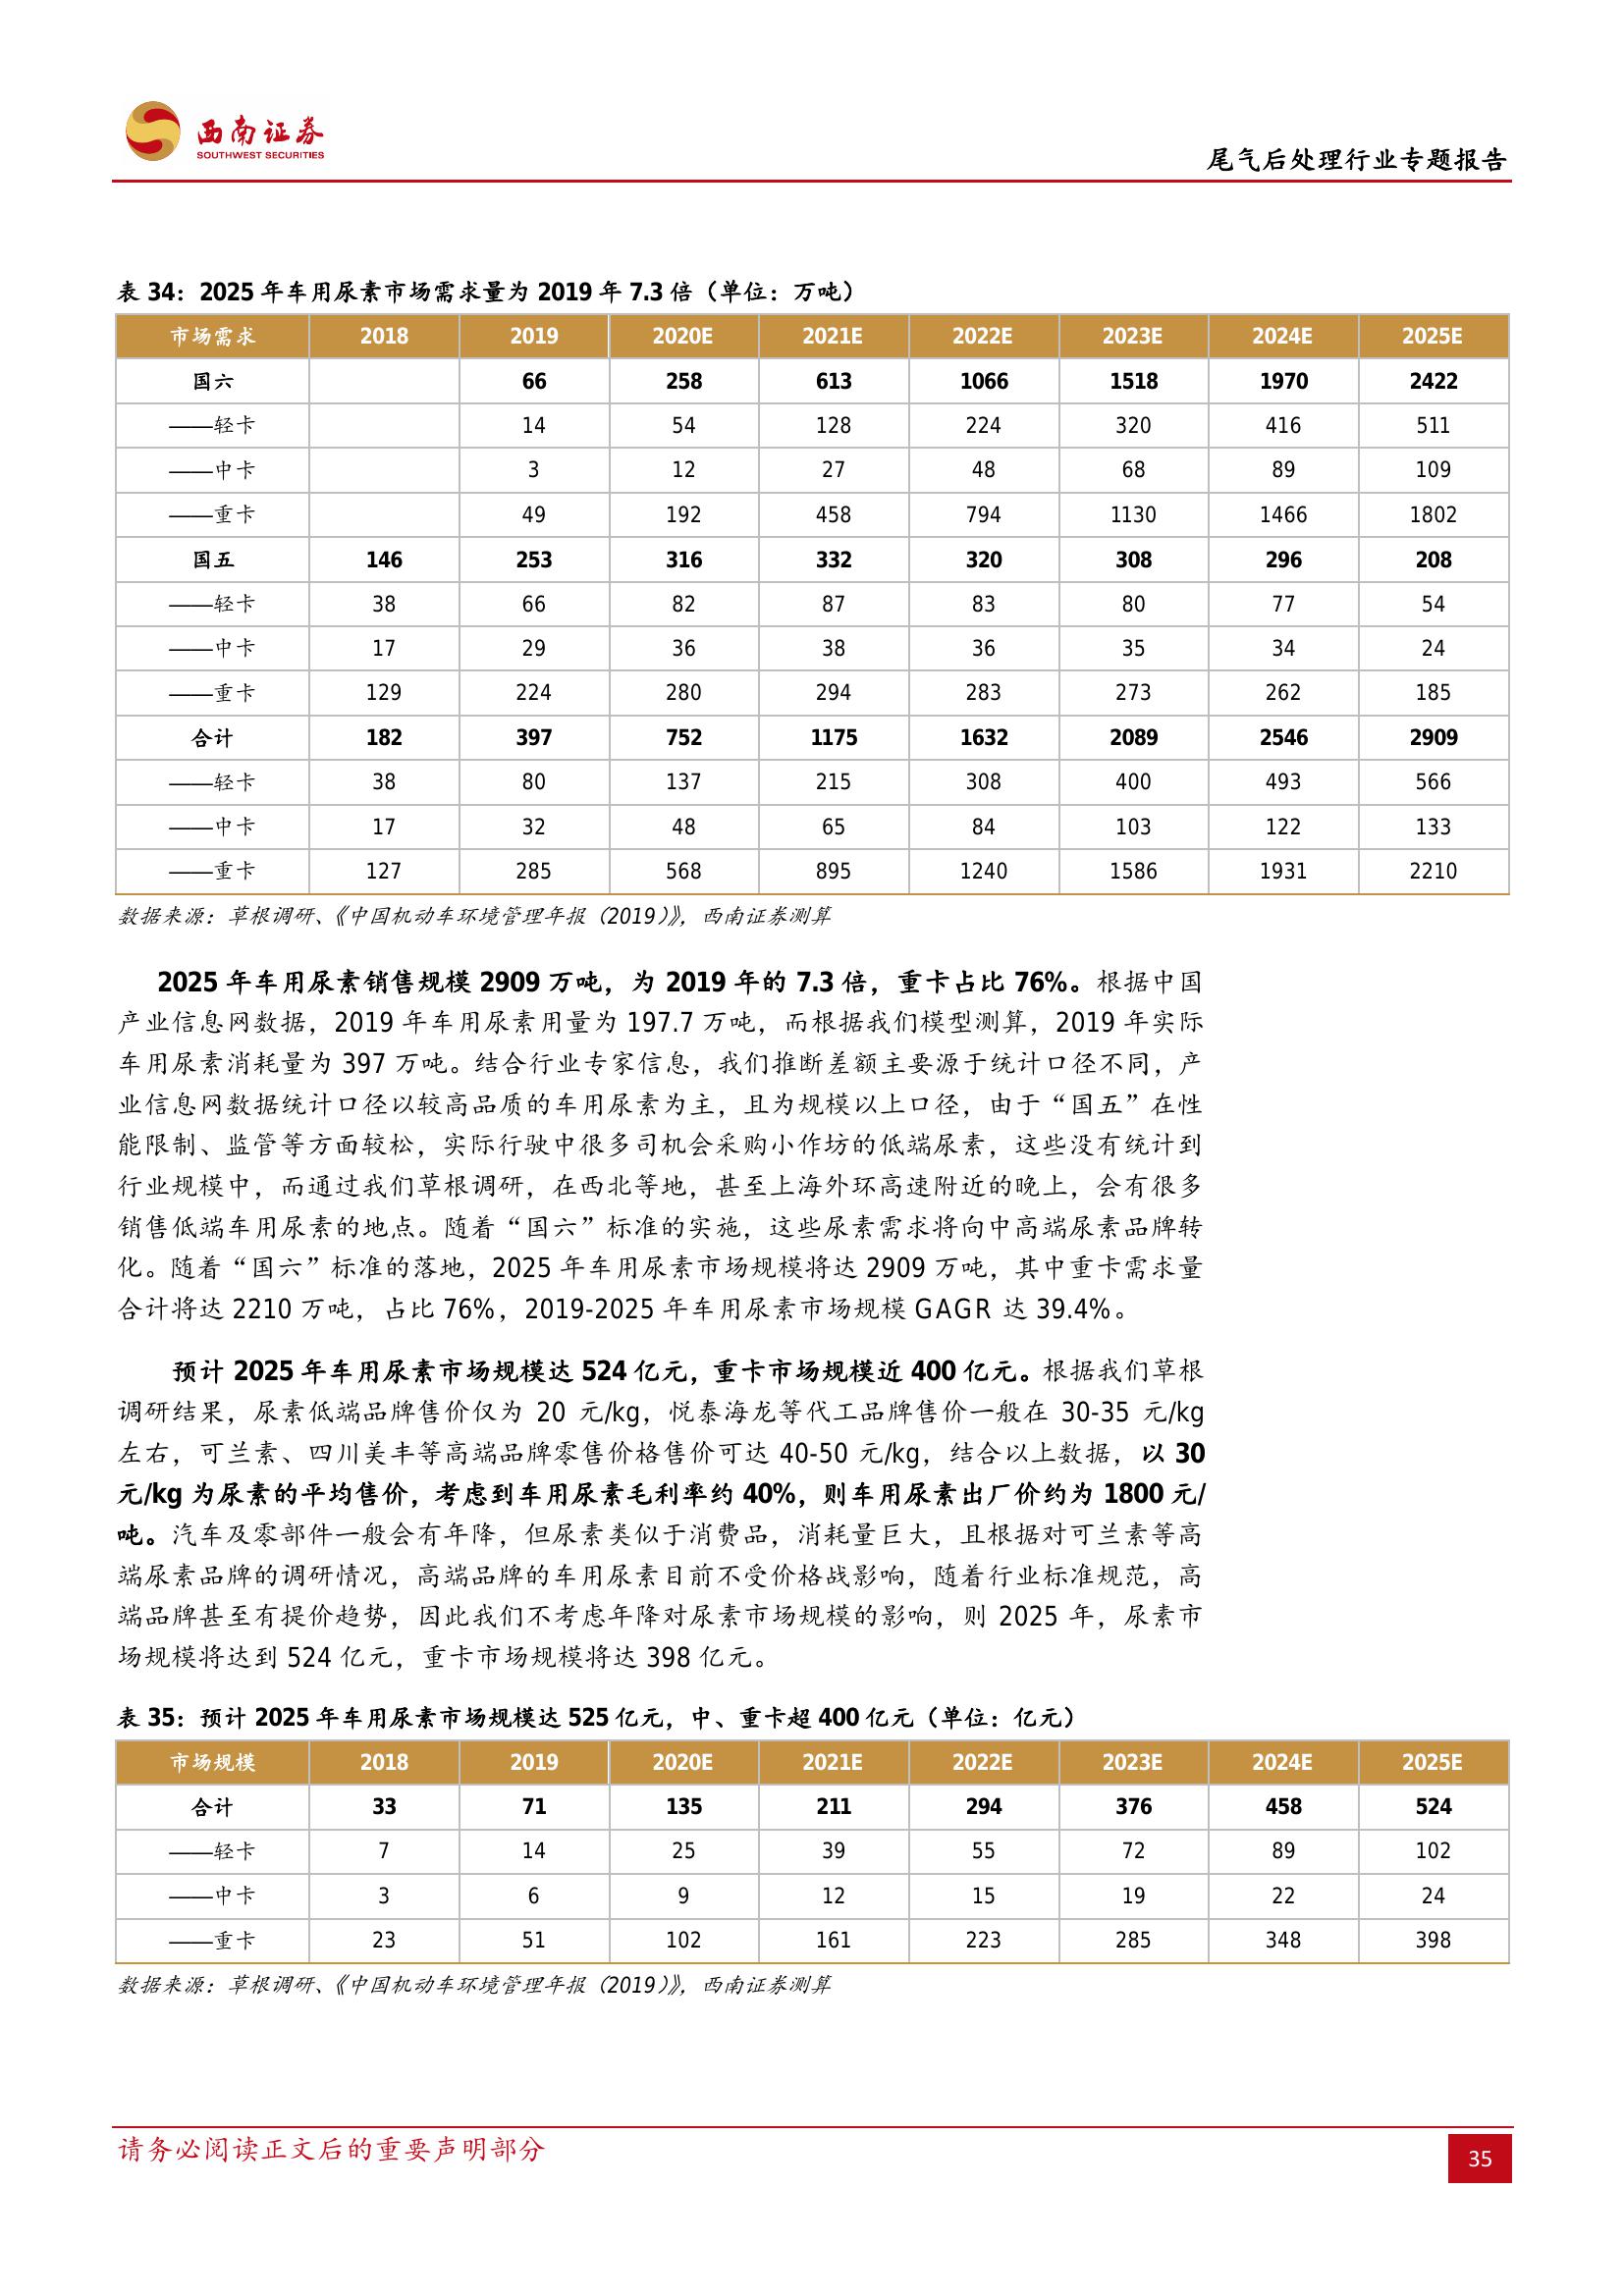 西南证券
SOUTHWEST SECURITIES
尾气后处理行业专题报告
表 34：2025 年车用尿素市场需求量为 2019 年 7.3 倍（单位：万吨）
市场需求 2018 2019 2020E 2021E 2022E 2023E 2024E 2025E
国六 66 258 613 1066 1518 1970 2422
——轻卡 14 54 128 224 320 416 511
——中卡 3 12 27 48 68 89 109
——重卡 49 192 458 794 1130 1466 1802
国五 146 253 316 332 320 308 296 208
——轻卡 38 66 82 87 83 80 77 54
——中卡 17 29 36 38 36 35 34 24
——重卡 129 224 280 294 283 273 262 185
合计 182 397 752 1175 1632 2089 2546 2909
——轻卡 38 80 137 215 308 400 493 566
——中卡 17 32 48 65 84 103 122 133
——重卡 127 285 568 895 1240 1586 1931 2210
数据来源：草根调研、《中国机动车环境管理年报（2019）》，西南证券测算
2025 年车用尿素销售规模 2909 万吨，为 2019 年的 7.3 倍，重卡占比 76%。根据中国
产业信息网数据，2019 年车用尿素用量为 197.7 万吨，而根据我们模型测算，2019 年实际
车用尿素消耗量为 397 万吨。结合行业专家信息，我们推断差额主要源于统计口径不同，产
业信息网数据统计口径以较高品质的车用尿素为主，且为规模以上口径，由于“国五”在性
能限制、监管等方面较松，实际行驶中很多司机会采购小作坊的低端尿素，这些没有统计到
行业规模中，而通过我们草根调研，在西北等地，甚至上海外环高速附近的晚上，会有很多
销售低端车用尿素的地点。随着“国六”标准的实施，这些尿素需求将向中高端尿素品牌转
化。随着“国六”标准的落地，2025 年车用尿素市场规模将达 2909 万吨，其中重卡需求量
合计将达 2210 万吨，占比 76%，2019-2025 年车用尿素市场规模 GAGR 达 39.4%。
预计 2025 年车用尿素市场规模达 524 亿元，重卡市场规模近 400 亿元。根据我们草根
调研结果，尿素低端品牌售价仅为 20 元/kg，悦泰海龙等代工品牌售价一般在 30-35 元/kg
左右，可兰素、四川美丰等高端品牌零售价格售价可达 40-50 元/kg，结合以上数据，以 30
元/kg 为尿素的平均售价，考虑到车用尿素毛利率约 40%，则车用尿素出厂价约为 1800 元/
吨。汽车及零部件一般会有年降，但尿素类似于消费品，消耗量巨大，且根据对可兰素等高
端尿素品牌的调研情况，高端品牌的车用尿素目前不受价格战影响，随着行业标准规范，高
端品牌甚至有提价趋势，因此我们不考虑年降对尿素市场规模的影响，则 2025 年，尿素市
场规模将达到 524 亿元，重卡市场规模将达 398 亿元。
表 35：预计 2025 年车用尿素市场规模达 525 亿元，中、重卡超 400 亿元（单位：亿元）
市场规模 2018 2019 2020E 2021E 2022E 2023E 2024E 2025E
合计 33 71 135 211 294 376 458 524
——轻卡 7 14 25 39 55 72 89 102
——中卡 3 6 9 12 15 19 22 24
——重卡 23 51 102 161 223 285 348 398
数据来源：草根调研、《中国机动车环境管理年报（2019）》，西南证券测算
请务必阅读正文后的重要声明部分
35